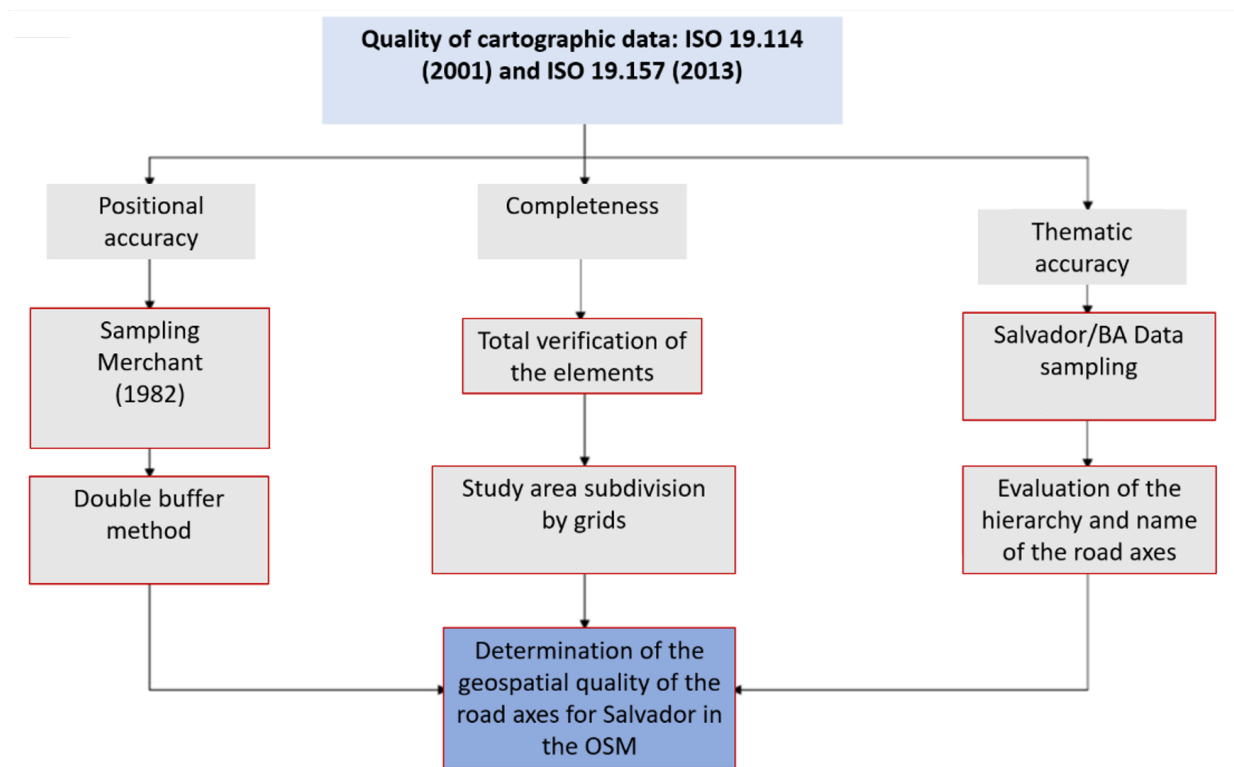 Quality of cartographic data: ISO 19.114
(2001) and ISO 19.157 (2013)
Positional
accuracy
Completeness
Thematic
accuracy
Sampling
Merchant
(1982)
Total verification of
the elements
Salvador/BA Data
sampling
Double buffer
method
Study area subdivision
by grids
Evaluation of the
hierarchy and name
of the road axes
Determination of the
geospatial quality of the
road axes for Salvador in
the OSM